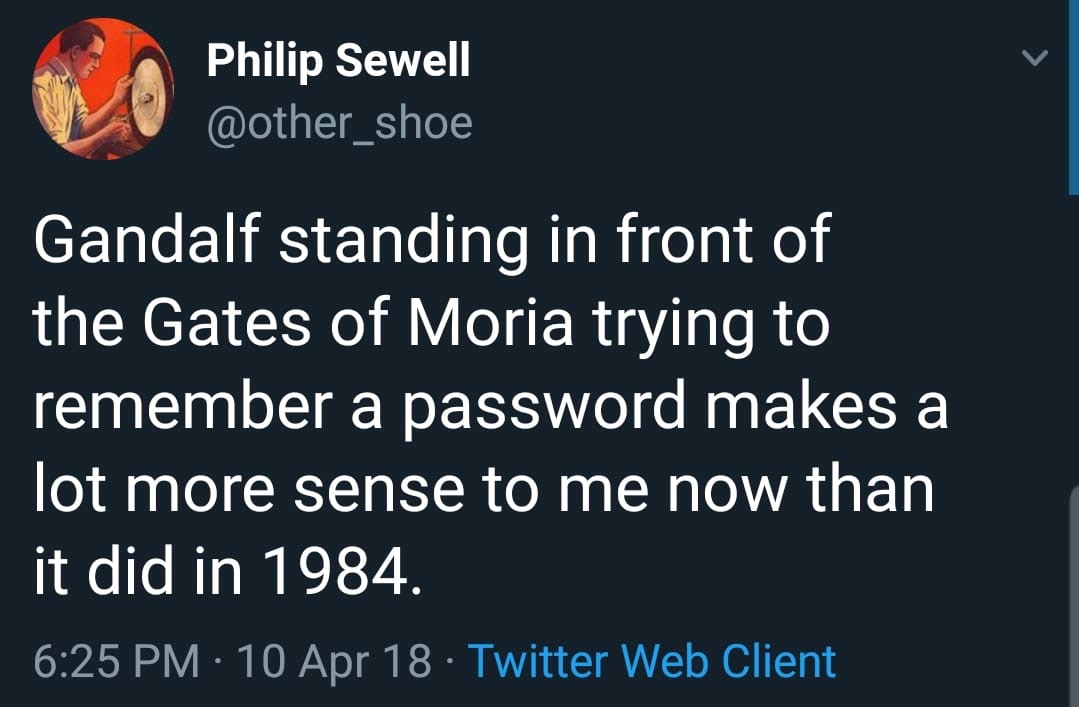 Philip Sewell
@other_shoe
Gandalf standing in front of
the Gates of Moria trying to
remember a password makes a
lot more sense to me now than
it did in 1984.
6:25 PM · 10 Apr 18 · Twitter Web Client